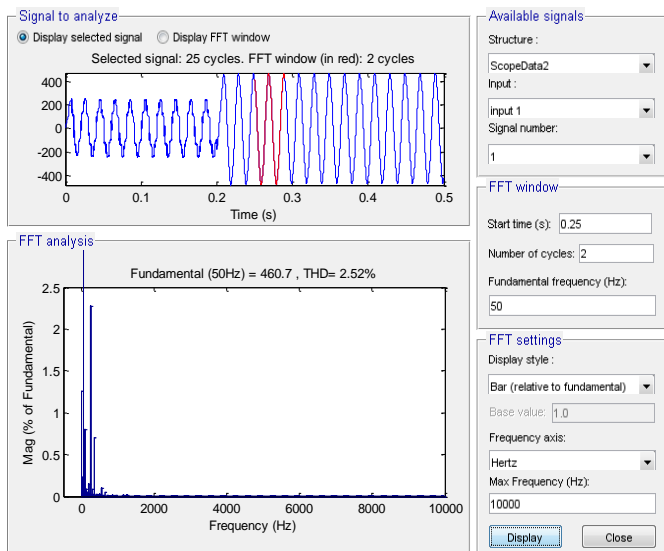 Signal to analyze
Display selected signal
Display FFT window
Selected signal: 25 cycles. FFT window (in red): 2 cycles
400
200
0
-200
-400
0
0.1
0.2
0.3
0.4
0.5
Time (s)
FFT analysis
Fundamental (50Hz) = 460.7 , THD= 2.52%
2.5
2
1.5
1
0.5
0
Mag (% of Fundamental)
0
2000
4000
6000
8000
10000
Frequency (Hz)
Available signals
Structure :
ScopeData2
Input :
input 1
Signal number:
1
FFT window
Start time (s): 0.25
Number of cycles: 2
Fundamental frequency (Hz):
50
FFT settings
Display style :
Bar (relative to fundamental)
Base value: 1.0
Frequency axis:
Hertz
Max Frequency (Hz):
10000
Display
Close